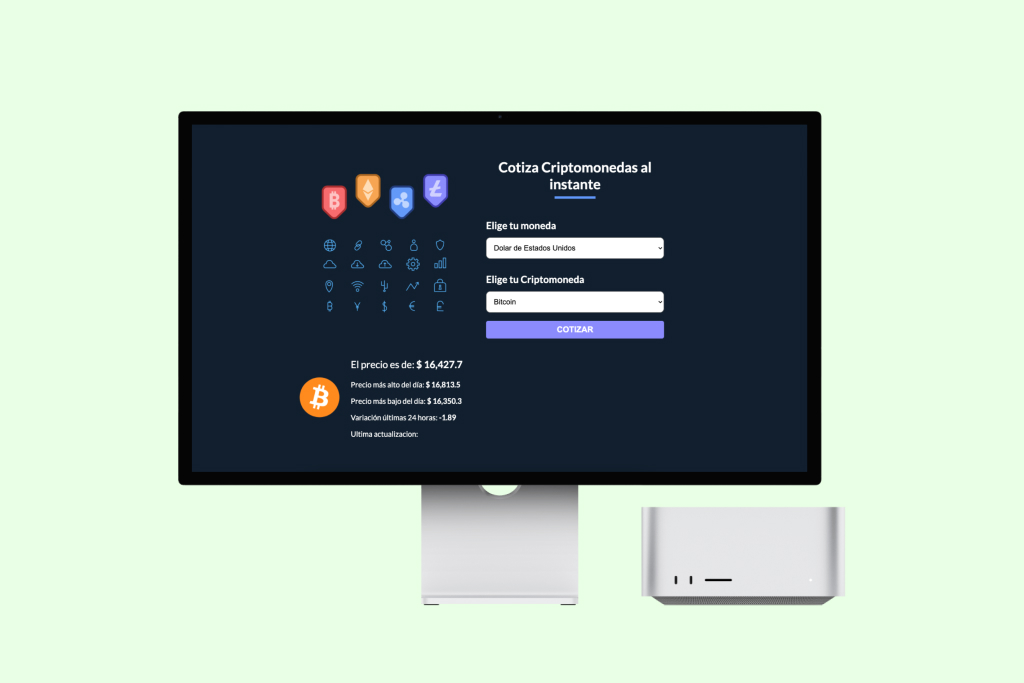 Cotiza Criptomonedas al
instante
Elige tu moneda
Dolar de Estados Unidos
Elige tu Criptomoneda
Bitcoin
COTIZAR
El precio es de: $ 16,427.7
Precio más alto del día: $ 16,813.5
Precio más bajo del día: $ 16,350.3
Variación últimas 24 horas: -1.89
Ultima actualizacion: